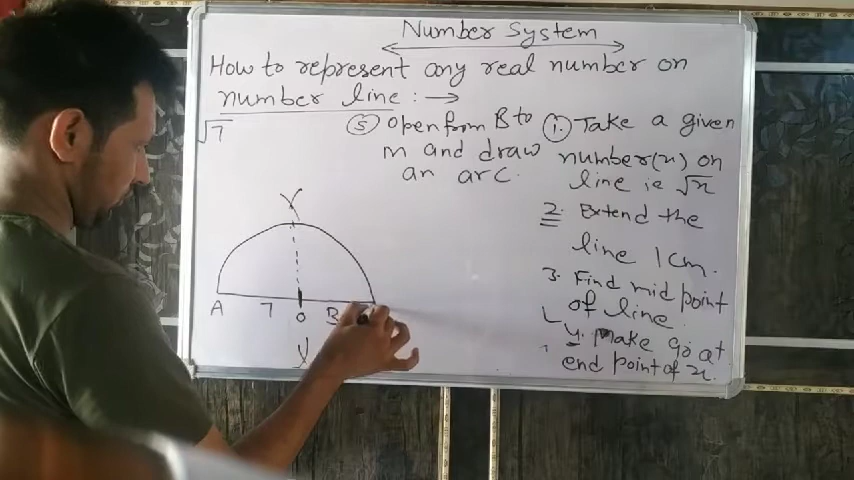 Number System
How to represent any real number on
number line : →
√7
⑤ Open from B to
m and draw
an arc.
①. Take a given
number(x) on
line ie √x
2. Extend the
line 1cm.
3. Find mid point
of line.
4. Make 90 at
end point of x.
A 7 O B